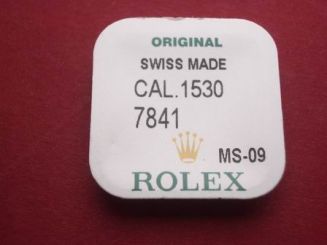 ORIGINAL
SWISS MADE
CAL.1530
7841
MS-09
ROLEX